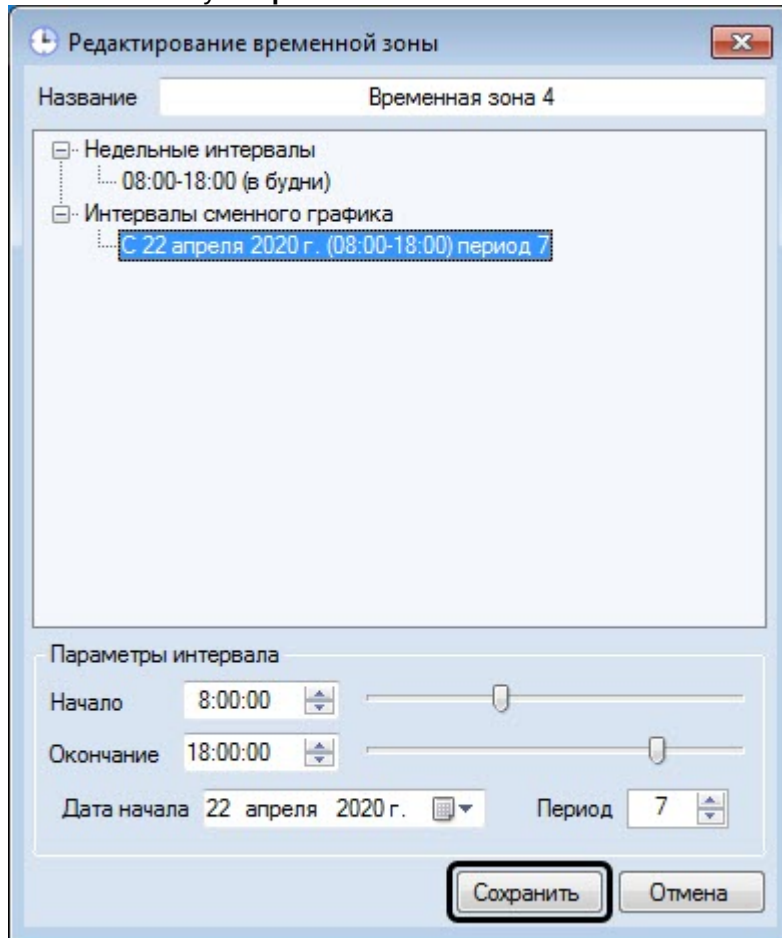 Редактирование временной зоны
Название Временная зона 4
Недельные интервалы
08:00-18:00 (в будни)
Интервалы сменного графика
С 22 апреля 2020 г. (08:00-18:00) период 7
Параметры интервала
Начало 8:00:00
Окончание 18:00:00
Дата начала 22 апреля 2020 г. Период 7
Сохранить Отмена